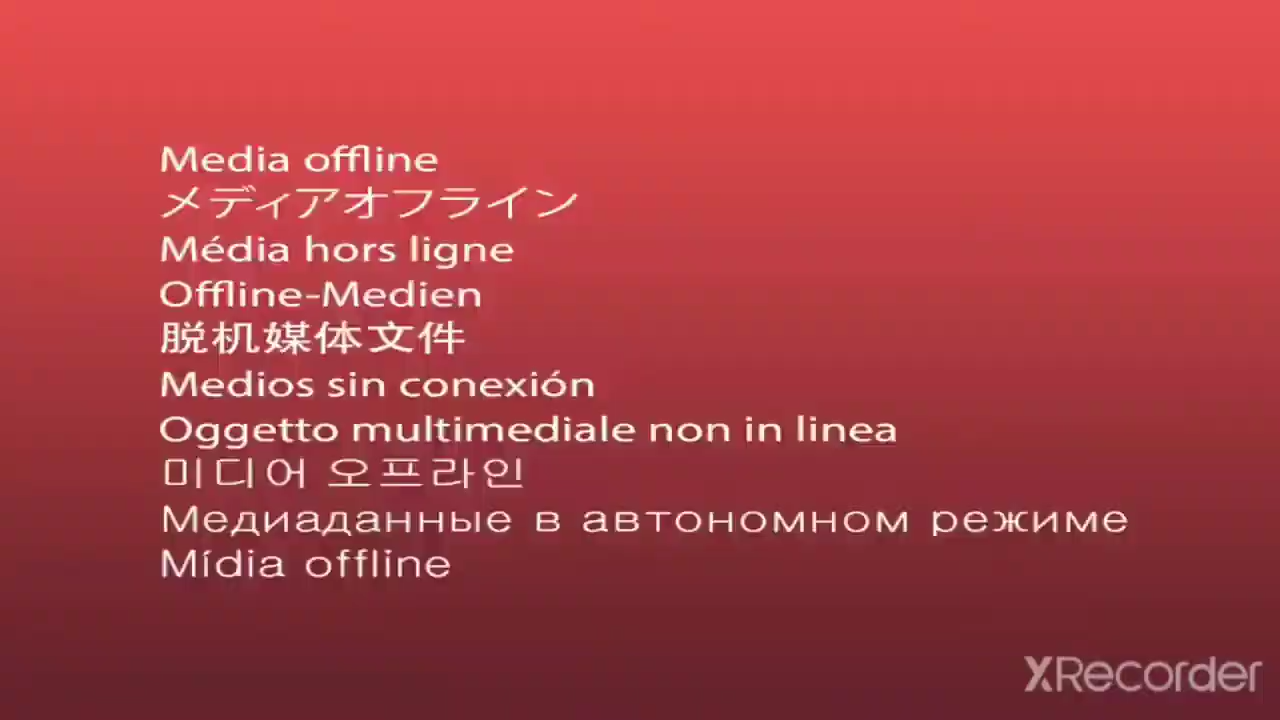 Media offline
メディアオフライン
Média hors ligne
Offline-Medien
脱机媒体文件
Medios sin conexión
Oggetto multimediale non in linea
미디어 오프라인
Медиаданные в автономном режиме
Mídia offline
XRecorder